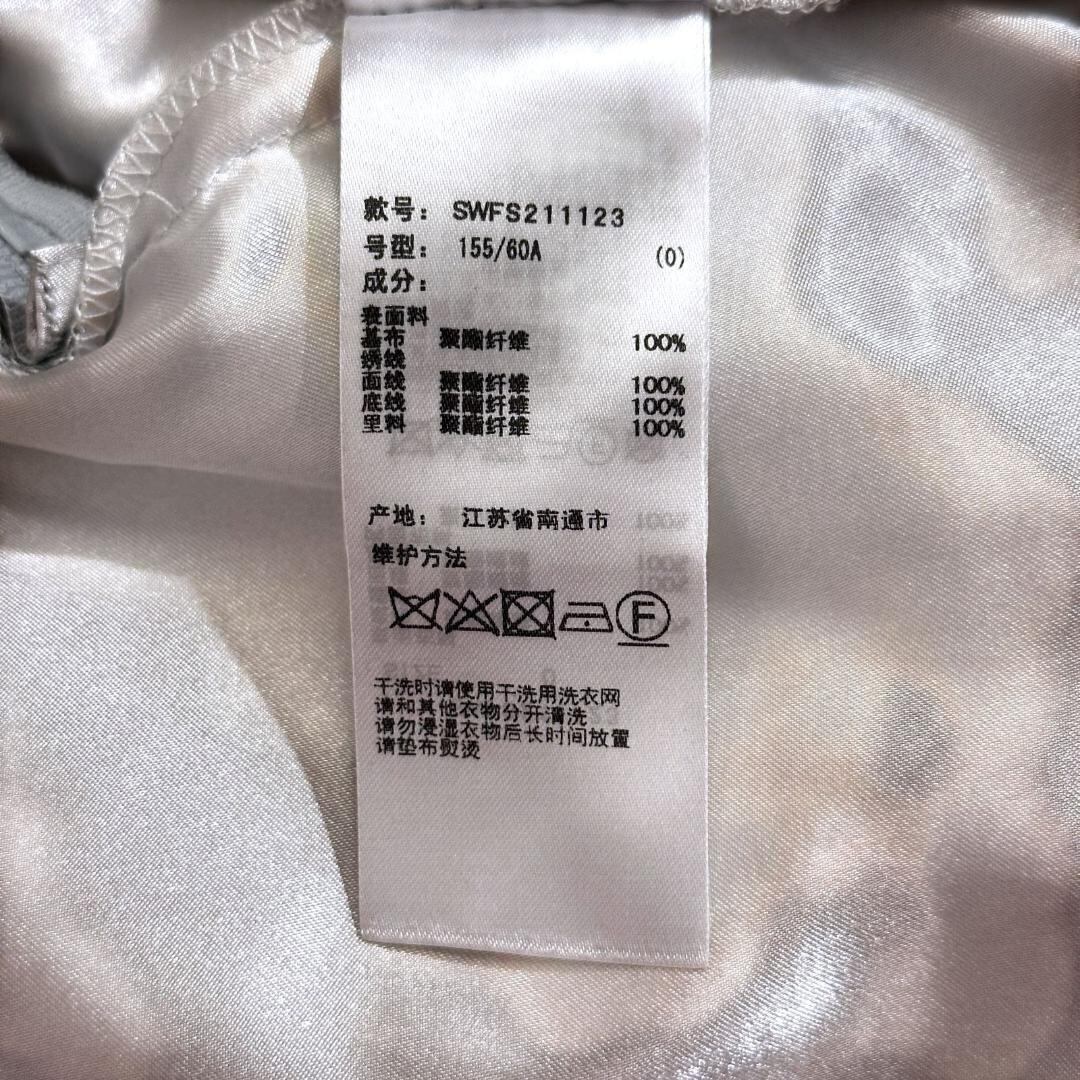 款号： SWFS211123
号型： 155/60A (0)
成分：
表面料
基布 聚酯纤维 100%
绣线
面线 聚酯纤维 100%
底线 聚酯纤维 100%
里料 聚酯纤维 100%
产地： 江苏省南通市
维护方法
F
干洗时请使用干洗用洗衣网
请和其他衣物分开清洗
请勿浸湿衣物后长时间放置
请垫布熨烫